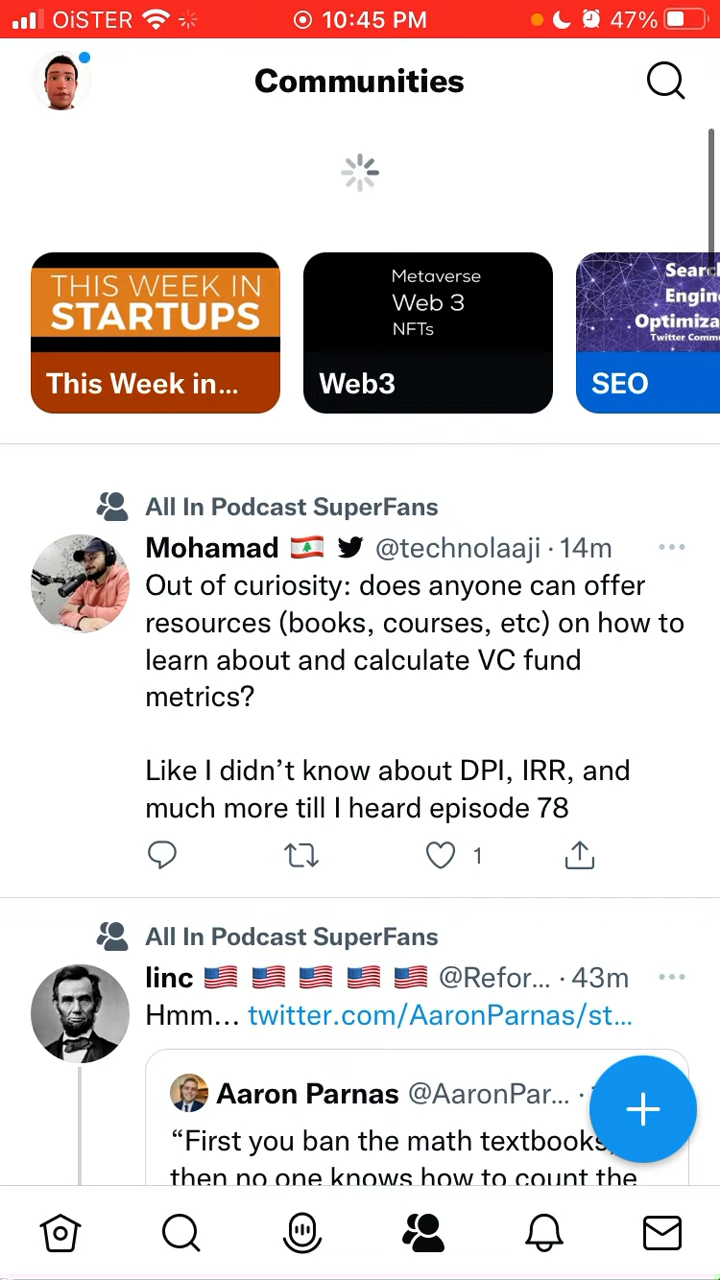 OiSTER 10:45 PM 47%
Communities
THIS WEEK IN
STARTUPS
This Week in...
Metaverse
Web 3
NFTs
Web3
Searc
Engin
Optimiza
Twitter Comm
SEO
All In Podcast SuperFans
Mohamad @technolaaji · 14m
Out of curiosity: does anyone can offer
resources (books, courses, etc) on how to
learn about and calculate VC fund
metrics?
Like I didn’t know about DPI, IRR, and
much more till I heard episode 78
1
All In Podcast SuperFans
linc @Refor... · 43m
Hmm... twitter.com/AaronParnas/st...
Aaron Parnas @AaronPar... ·
“First you ban the math textbooks,
then no one knows how to count the